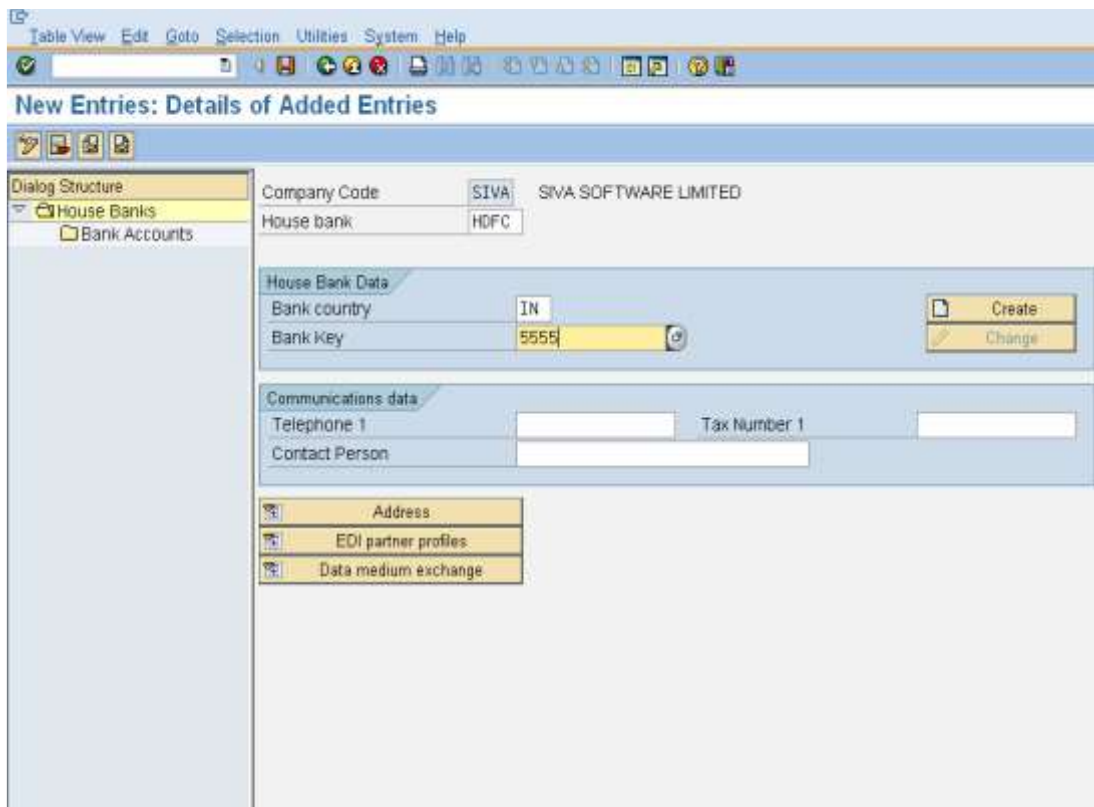 Table View Edit Goto Selection Utilities System Help
New Entries: Details of Added Entries
Dialog Structure
House Banks
Bank Accounts
Company Code SIVA SIVA SOFTWARE LIMITED
House bank HDFC
House Bank Data
Bank country IN Create
Bank Key 5555 Change
Communications data
Telephone 1 Tax Number 1
Contact Person
Address
EDI partner profiles
Data medium exchange